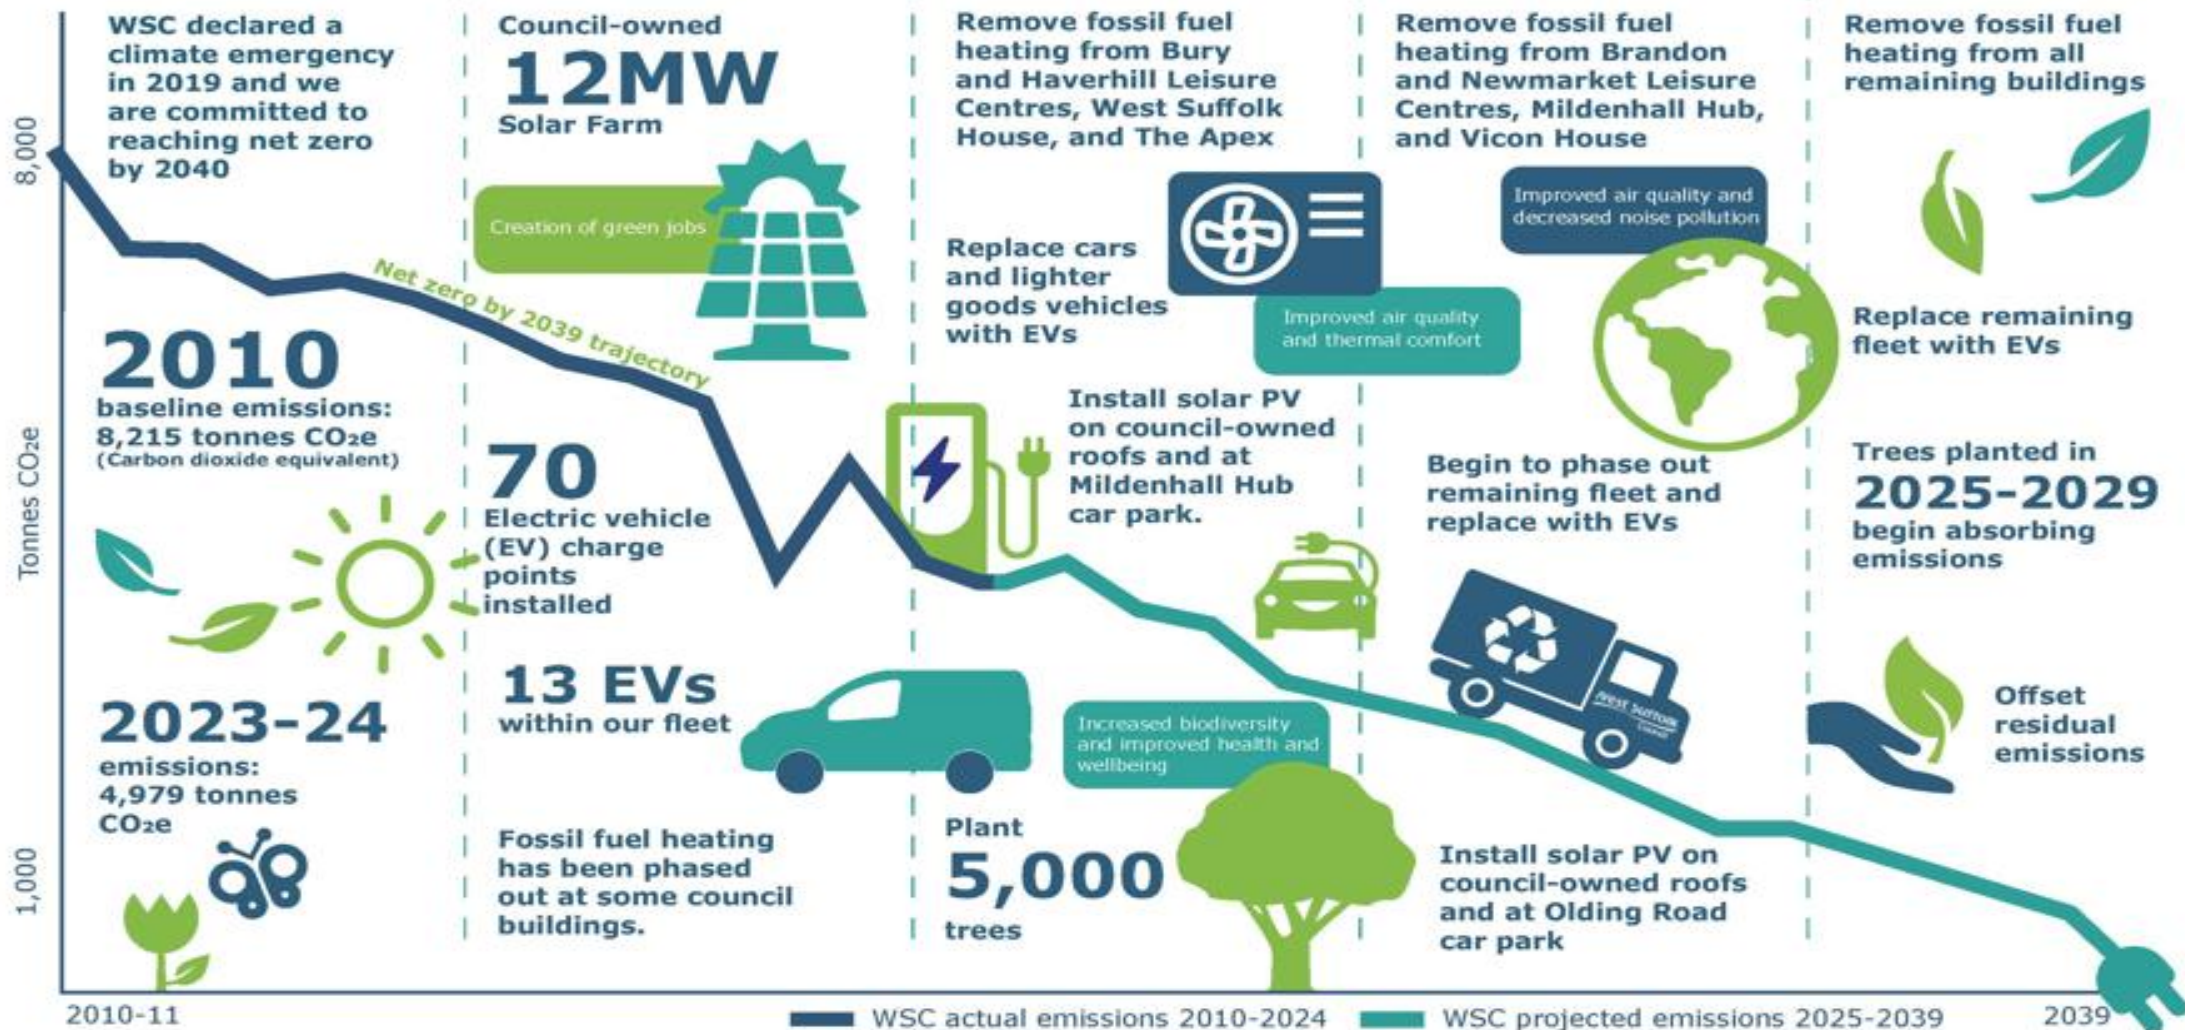 WSC declared a
climate emergency
in 2019 and we
are committed to
reaching net zero
by 2040
2010
baseline emissions:
8,215 tonnes CO₂e
(Carbon dioxide equivalent)
2023-24
emissions:
4,979 tonnes
CO₂e
Council-owned
12MW
Solar Farm
Creation of green jobs
Net zero by 2039 trajectory
70
Electric vehicle
(EV) charge
points
installed
13 EVs
within our fleet
Fossil fuel heating
has been phased
out at some council
buildings.
Remove fossil fuel
heating from Bury
and Haverhill Leisure
Centres, West Suffolk
House, and The Apex
Replace cars
and lighter
goods vehicles
with EVs
Improved air quality
and thermal comfort
Install solar PV
on council-owned
roofs and at
Mildenhall Hub
car park.
Increased biodiversity
and improved health and
wellbeing
Plant
5,000
trees
Remove fossil fuel
heating from Brandon
and Newmarket Leisure
Centres, Mildenhall Hub,
and Vicon House
Improved air quality and
decreased noise pollution
Begin to phase out
remaining fleet and
replace with EVs
West Suffolk
Council
Install solar PV on
council-owned roofs
and at Olding Road
car park
Remove fossil fuel
heating from all
remaining buildings
Replace remaining
fleet with EVs
Trees planted in
2025-2029
begin absorbing
emissions
Offset
residual
emissions
8,000
Tonnes CO₂e
1,000
2010-11
WSC actual emissions 2010-2024
WSC projected emissions 2025-2039
2039